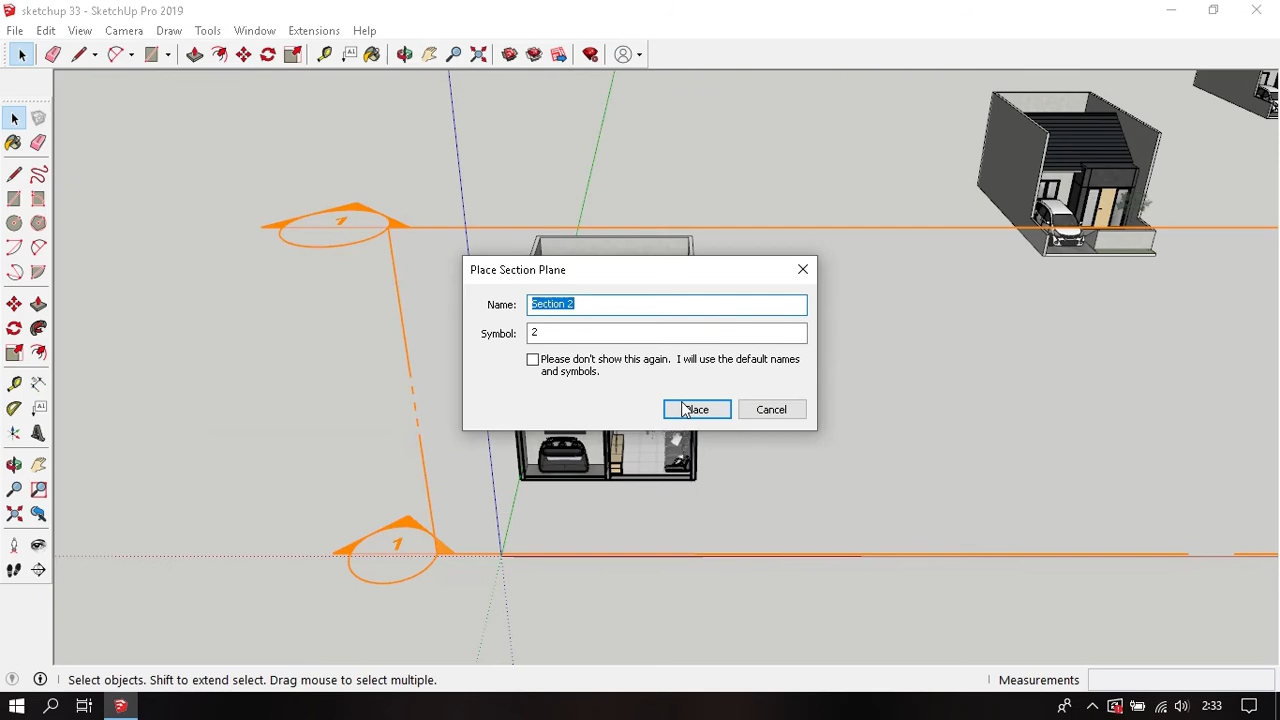 sketchup 33 - SketchUp Pro 2019
File Edit View Camera Draw Tools Window Extensions Help
1
Place Section Plane
Name: Section 2
Symbol: 2
Please don't show this again. I will use the default names
and symbols.
Place Cancel
1
Select objects. Shift to extend select. Drag mouse to select multiple.
Measurements
2:33